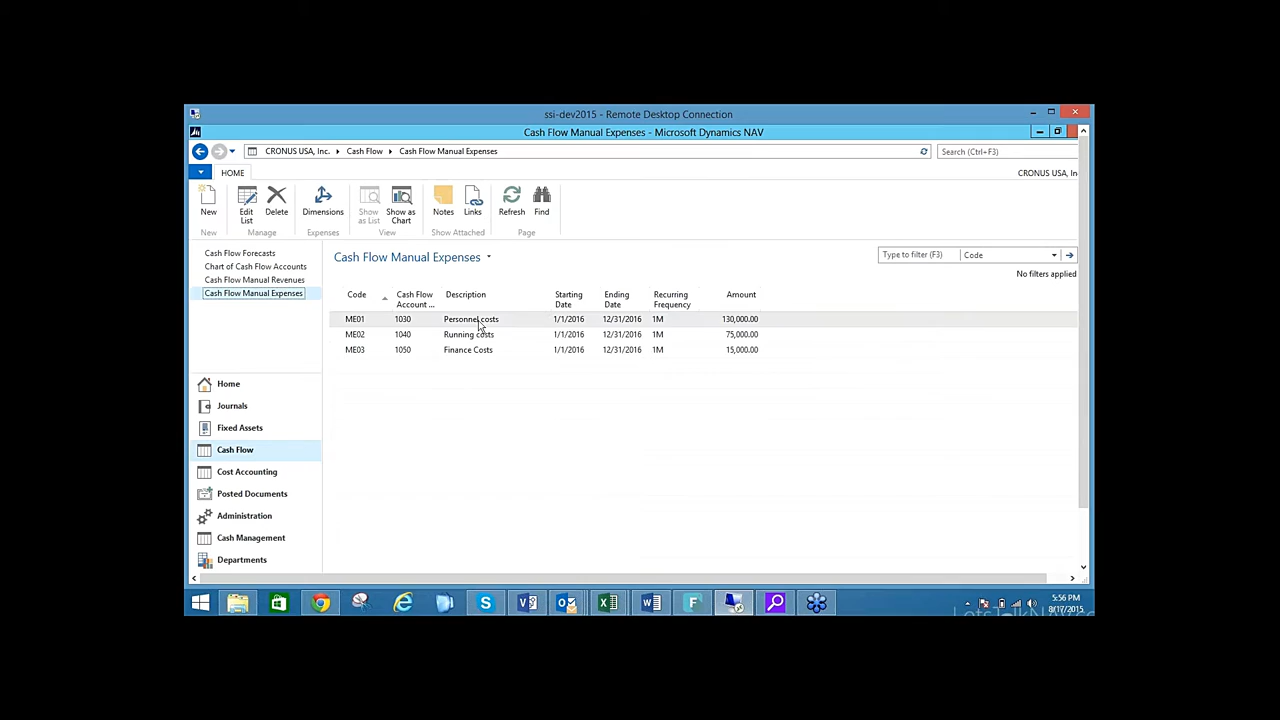 ssi-dev2015 - Remote Desktop Connection
Cash Flow Manual Expenses - Microsoft Dynamics NAV
CRONUS USA, Inc. Cash Flow Cash Flow Manual Expenses
Search (Ctrl+F3)
HOME
CRONUS USA, In
New
Edit List
Delete
Dimensions
Show as List
Show as Chart
Notes
Links
Refresh
Find
New Manage Expenses View Show Attached Page
Cash Flow Forecasts
Chart of Cash Flow Accounts
Cash Flow Manual Revenues
Cash Flow Manual Expenses
Cash Flow Manual Expenses
Type to filter (F3) Code
No filters applied
Code Cash Flow Account ... Description Starting Date Ending Date Recurring Frequency Amount
ME01 1030 Personnel costs 1/1/2016 12/31/2016 1M 130,000.00
ME02 1040 Running costs 1/1/2016 12/31/2016 1M 75,000.00
ME03 1050 Finance Costs 1/1/2016 12/31/2016 1M 15,000.00
Home
Journals
Fixed Assets
Cash Flow
Cost Accounting
Posted Documents
Administration
Cash Management
Departments
5:56 PM
8/17/2015